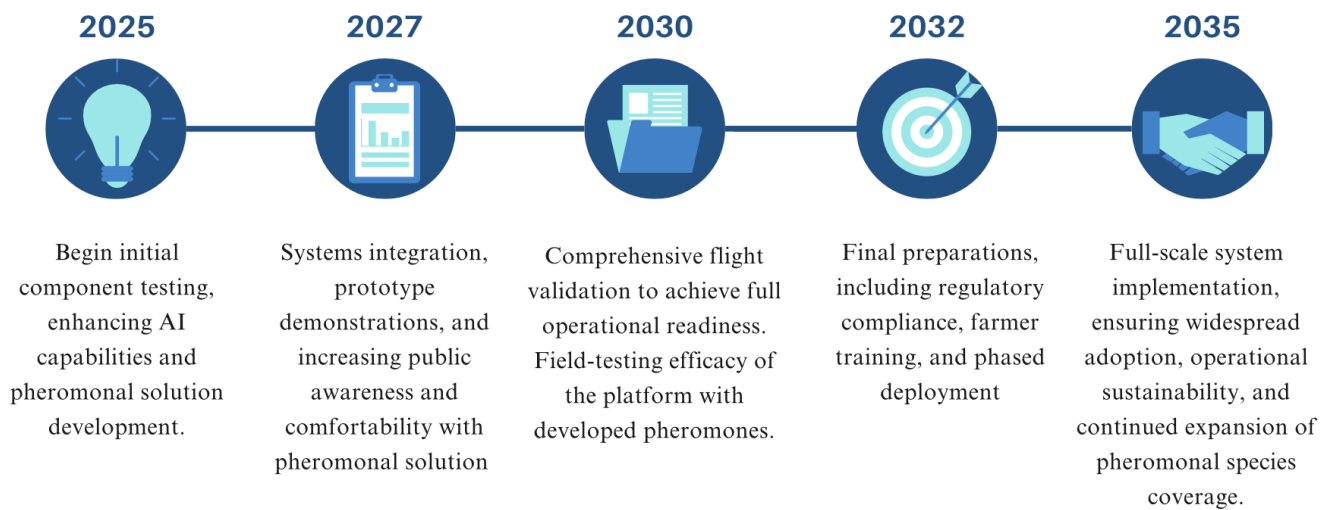 2025
Begin initial
component testing,
enhancing AI
capabilities and
pheromonal solution
development.
2027
Systems integration,
prototype
demonstrations, and
increasing public
awareness and
comfortability with
pheromonal solution
2030
Comprehensive flight
validation to achieve full
operational readiness.
Field-testing efficacy of
the platform with
developed pheromones.
2032
Final preparations,
including regulatory
compliance, farmer
training, and phased
deployment
2035
Full-scale system
implementation,
ensuring widespread
adoption, operational
sustainability, and
continued expansion of
pheromonal species
coverage.